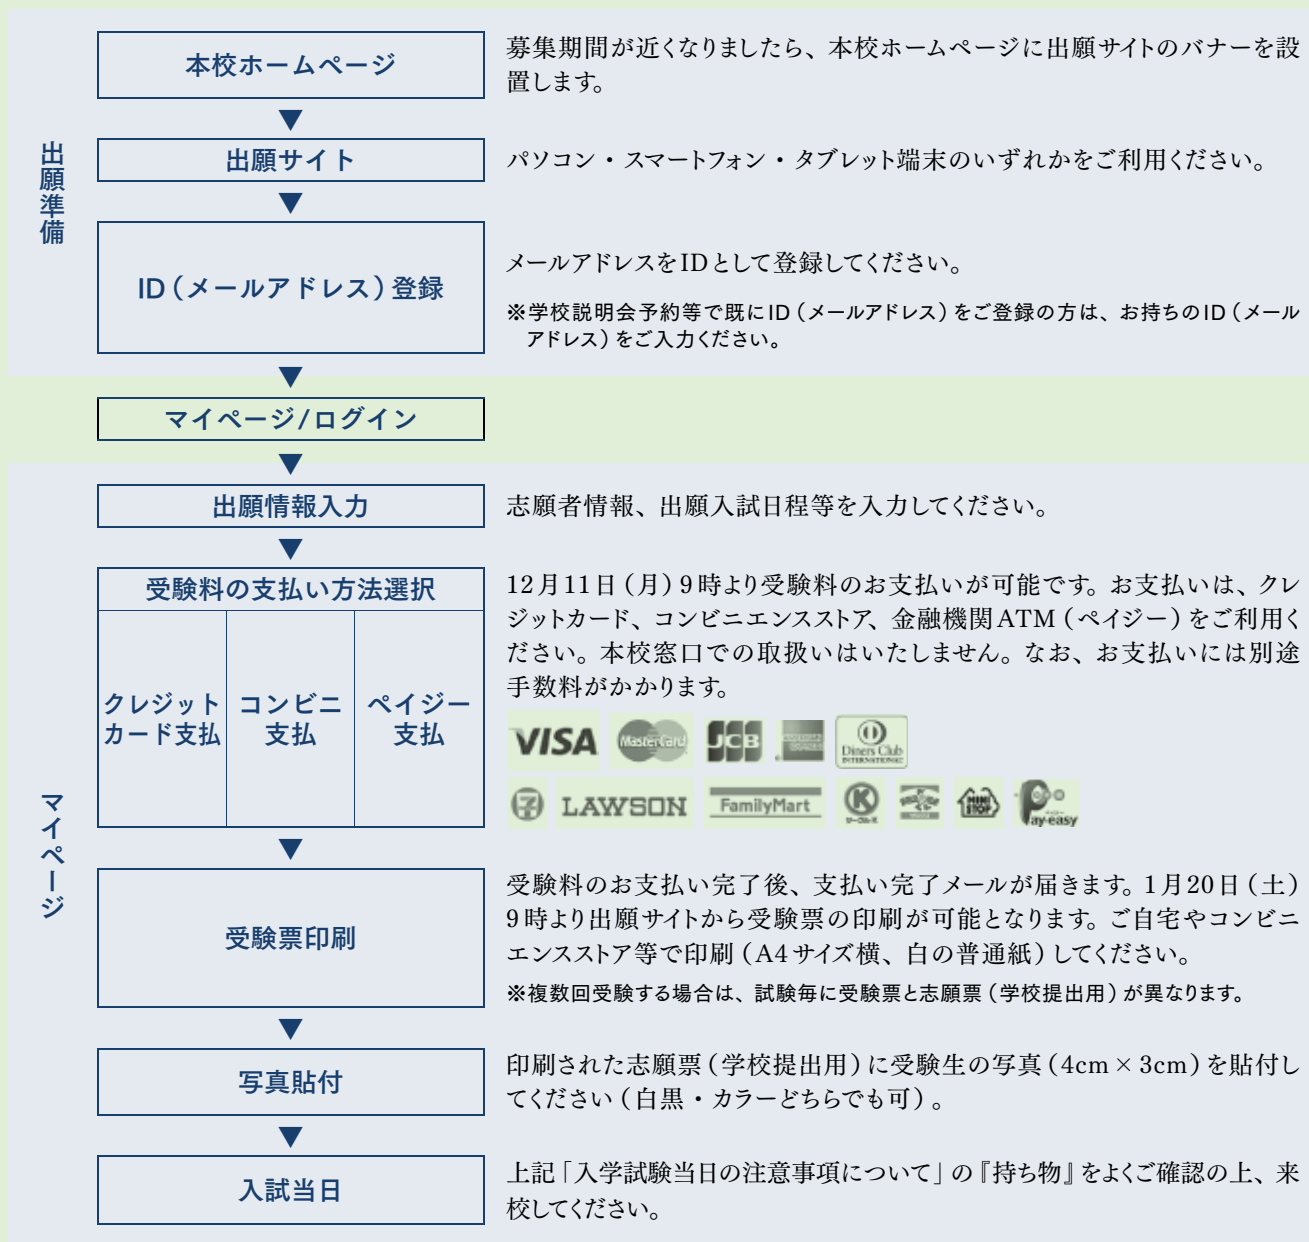 出願準備
本校ホームページ
募集期間が近くなりましたら、本校ホームページに出願サイトのバナーを設
置します。
▼
出願サイト
パソコン・スマートフォン・タブレット端末のいずれかをご利用ください。
▼
ID（メールアドレス）登録
メールアドレスをIDとして登録してください。
※学校説明会予約等で既にID（メールアドレス）をご登録の方は、お持ちのID（メール
アドレス）をご入力ください。
▼
マイページ/ログイン
▼
マイページ
出願情報入力
志願者情報、出願入試日程等を入力してください。
▼
受験料の支払い方法選択
クレジット
カード支払
コンビニ
支払
ペイジー
支払
12月11日（月）9時より受験料のお支払いが可能です。お支払いは、クレ
ジットカード、コンビニエンスストア、金融機関ATM（ペイジー）をご利用く
ださい。本校窓口での取扱いはいたしません。なお、お支払いには別途
手数料がかかります。
VISA MasterCard JCB Diners Club INTERNATIONAL
7 LAWSON FamilyMart K サークルK MINI STOP Pay-easy
▼
受験票印刷
受験料のお支払い完了後、支払い完了メールが届きます。1月20日（土）
9時より出願サイトから受験票の印刷が可能となります。ご自宅やコンビニ
エンスストア等で印刷（A4サイズ横、白の普通紙）してください。
※複数回受験する場合は、試験毎に受験票と志願票（学校提出用）が異なります。
▼
写真貼付
印刷された志願票（学校提出用）に受験生の写真（4cm×3cm）を貼付し
てください（白黒・カラーどちらでも可）。
▼
入試当日
上記「入学試験当日の注意事項について」の『持ち物』をよくご確認の上、来
校してください。